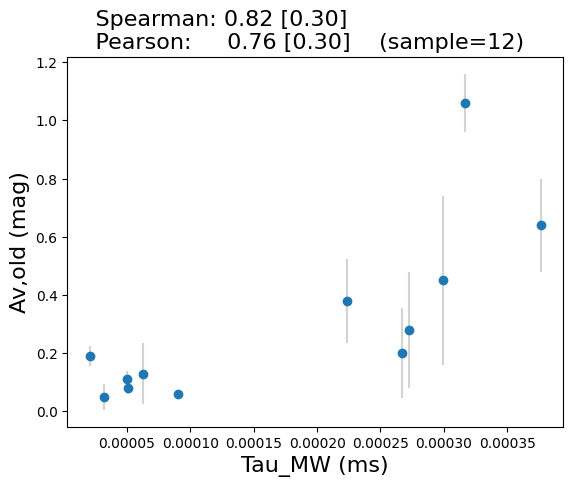 Spearman: 0.82 [0.30]
Pearson: 0.76 [0.30] (sample=12)
1.2
1.0
0.8
0.6
0.4
0.2
0.0
Av,old (mag)
0.00005 0.00010 0.00015 0.00020 0.00025 0.00030 0.00035
Tau_MW (ms)